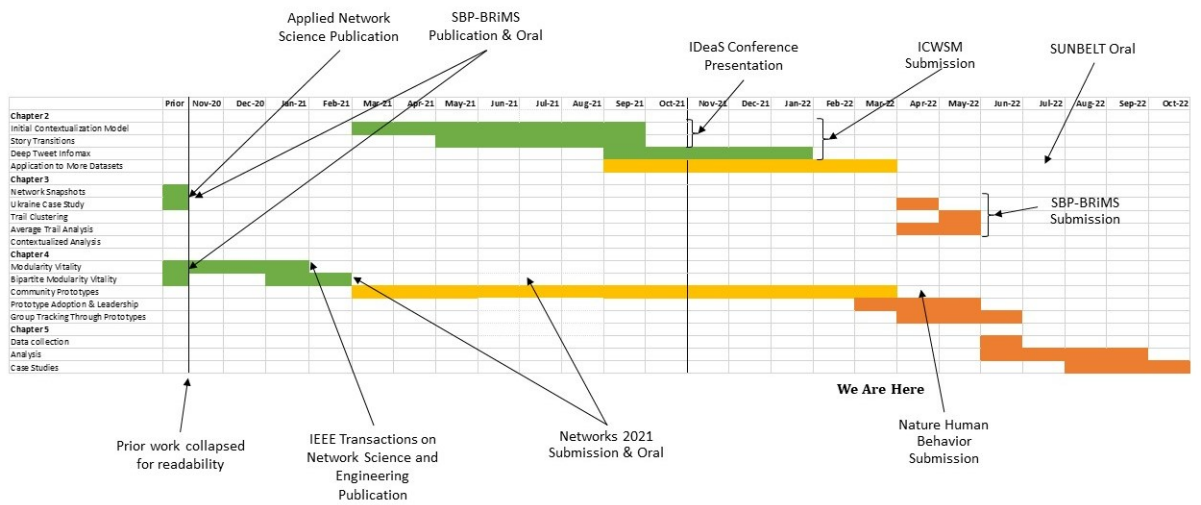 Applied Network
Science Publication
SBP-BRiMS
Publication & Oral
IDeaS Conference
Presentation
ICWSM
Submission
SUNBELT Oral
Prior Nov-20 Dec-20 Jan-21 Feb-21 Mar-21 Apr-21 May-21 Jun-21 Jul-21 Aug-21 Sep-21 Oct-21 Nov-21 Dec-21 Jan-22 Feb-22 Mar-22 Apr-22 May-22 Jun-22 Jul-22 Aug-22 Sep-22 Oct-22
Chapter 2
Initial Contextualization Model
Story Transitions
Deep Tweet Infomax
Application to More Datasets
Chapter 3
Network Snapshots
Ukraine Case Study
Trail Clustering
Average Trail Analysis
Contextualized Analysis
SBP-BRiMS
Submission
Chapter 4
Modularity Vitality
Bipartite Modularity Vitality
Community Prototypes
Prototype Adoption & Leadership
Group Tracking Through Prototypes
Chapter 5
Data collection
Analysis
Case Studies
We Are Here
Prior work collapsed
for readability
IEEE Transactions on
Network Science and
Engineering
Publication
Networks 2021
Submission & Oral
Nature Human
Behavior
Submission